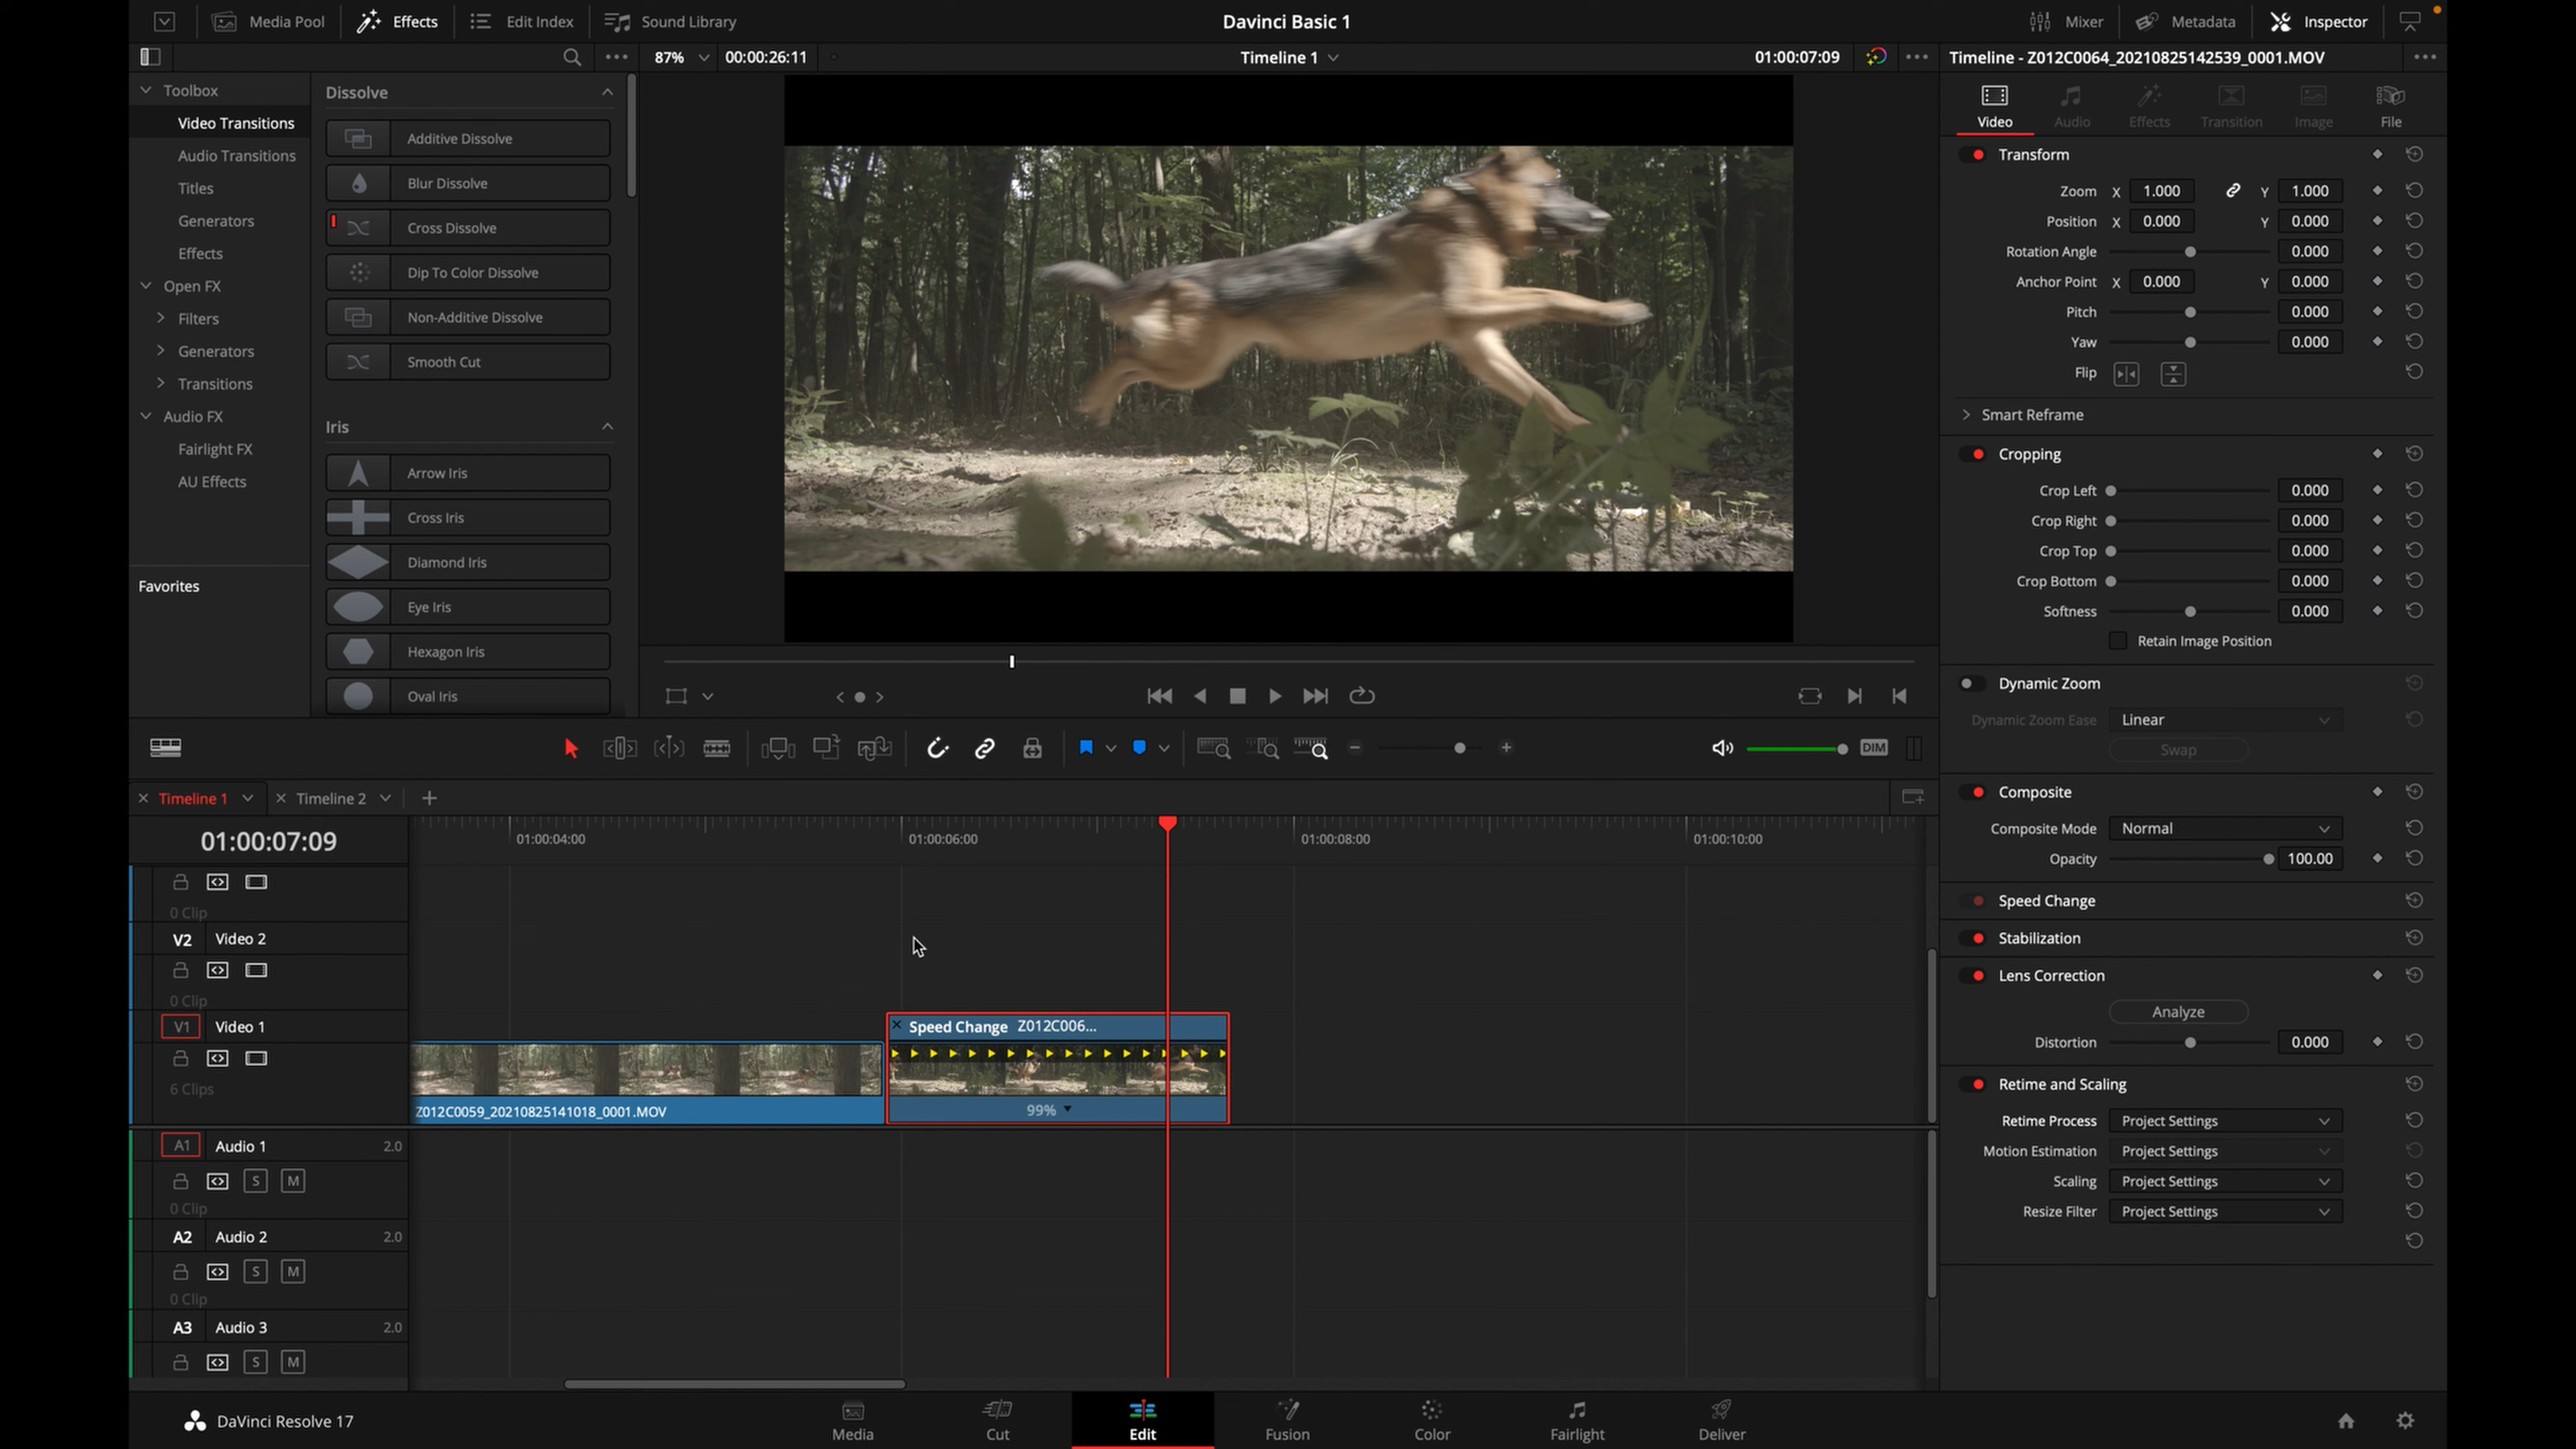 Media Pool Effects Edit Index Sound Library Davinci Basic 1 Mixer Metadata Inspector
87% 00:00:26:11 Timeline 1 01:00:07:09 Timeline - Z012C0064_20210825142539_0001.MOV
Toolbox
Video Transitions
Audio Transitions
Titles
Generators
Effects
Open FX
Filters
Generators
Transitions
Audio FX
Fairlight FX
AU Effects
Favorites
Dissolve
Additive Dissolve
Blur Dissolve
Cross Dissolve
Dip To Color Dissolve
Non-Additive Dissolve
Smooth Cut
Iris
Arrow Iris
Cross Iris
Diamond Iris
Eye Iris
Hexagon Iris
Oval Iris
Video Audio Effects Transition Image File
Transform
Zoom X 1.000 Y 1.000
Position X 0.000 Y 0.000
Rotation Angle 0.000
Anchor Point X 0.000 Y 0.000
Pitch 0.000
Yaw 0.000
Flip
Smart Reframe
Cropping
Crop Left 0.000
Crop Right 0.000
Crop Top 0.000
Crop Bottom 0.000
Softness 0.000
Retain Image Position
Dynamic Zoom
Dynamic Zoom Ease Linear
Swap
Composite
Composite Mode Normal
Opacity 100.00
Speed Change
Stabilization
Lens Correction
Analyze
Distortion 0.000
Retime and Scaling
Retime Process Project Settings
Motion Estimation Project Settings
Scaling Project Settings
Resize Filter Project Settings
DIM
Timeline 1 Timeline 2
01:00:07:09 01:00:04:00 01:00:06:00 01:00:08:00 01:00:10:00
0 Clip
V2 Video 2
0 Clip
V1 Video 1
6 Clips
Speed Change Z012C006...
Z012C0059_20210825141018_0001.MOV 99%
A1 Audio 1 2.0
S M
0 Clip
A2 Audio 2 2.0
S M
0 Clip
A3 Audio 3 2.0
S M
DaVinci Resolve 17 Media Cut Edit Fusion Color Fairlight Deliver